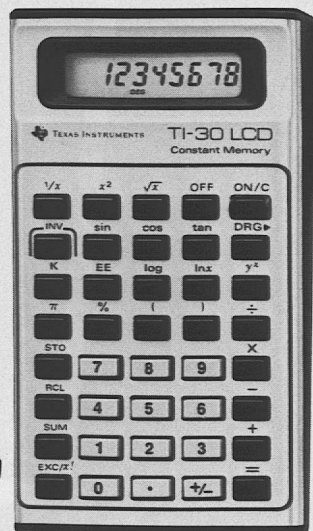 12345678
DEG
TEXAS INSTRUMENTS TI-30 LCD
Constant Memory
1/x x² √x OFF ON/C
INV sin cos tan DRG▶
K EE log lnx yˣ
π % ( ) ÷
STO ×
7 8 9
RCL −
4 5 6
SUM +
1 2 3
EXC/x! =
0 · +/−